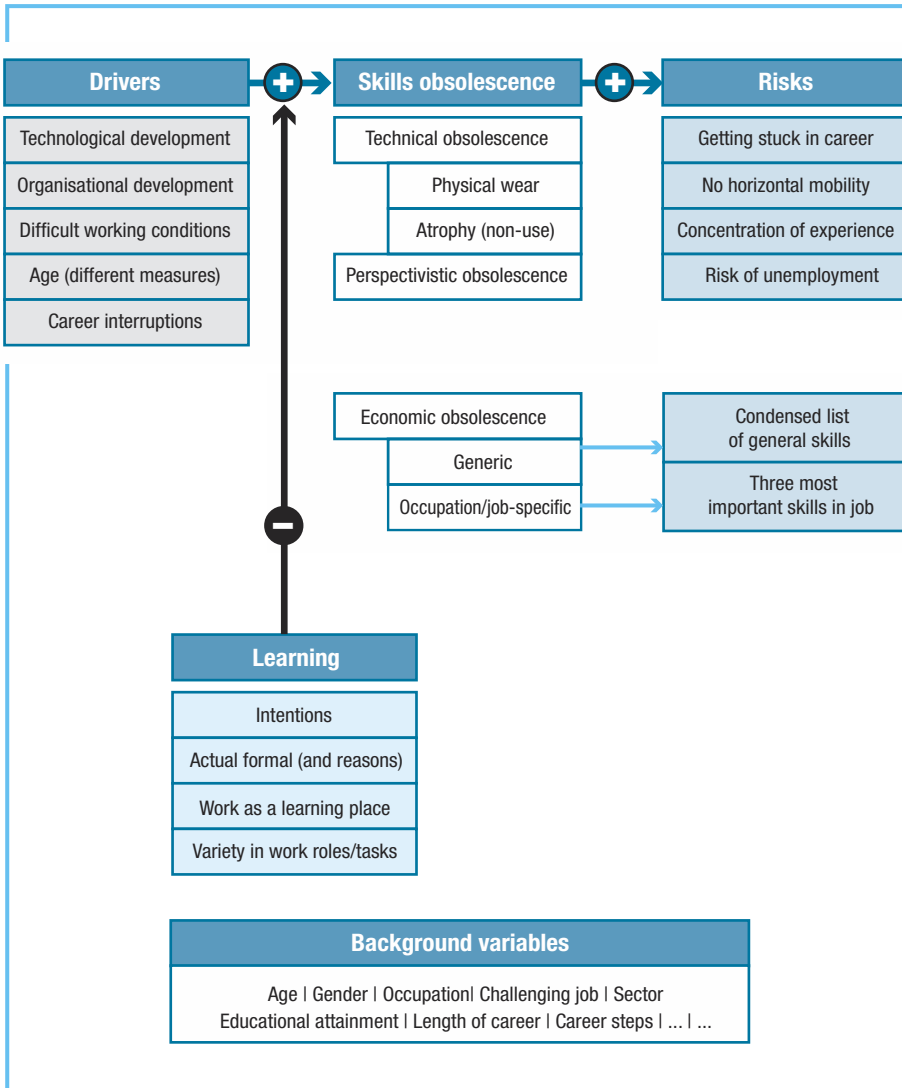 Drivers
Technological development
Organisational development
Difficult working conditions
Age (different measures)
Career interruptions
Skills obsolescence
Technical obsolescence
Physical wear
Atrophy (non-use)
Perspectivistic obsolescence
Risks
Getting stuck in career
No horizontal mobility
Concentration of experience
Risk of unemployment
Economic obsolescence
Generic
Occupation/job-specific
Condensed list
of general skills
Three most
important skills in job
Learning
Intentions
Actual formal (and reasons)
Work as a learning place
Variety in work roles/tasks
Background variables
Age | Gender | Occupation| Challenging job | Sector
Educational attainment | Length of career | Career steps | ... | ...